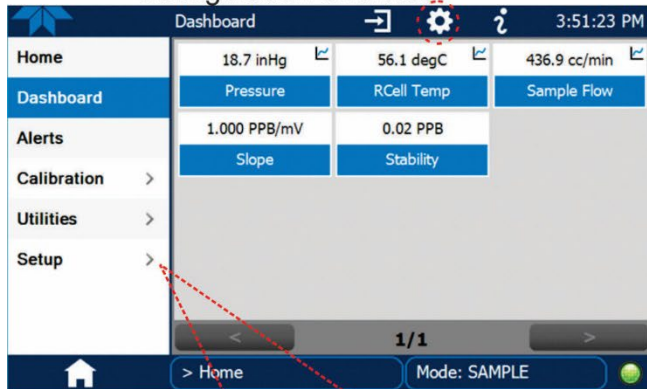 Dashboard 3:51:23 PM
Home
Dashboard
Alerts
Calibration >
Utilities >
Setup >
18.7 inHg
Pressure
56.1 degC
RCell Temp
436.9 cc/min
Sample Flow
1.000 PPB/mV
Slope
0.02 PPB
Stability
< 1/1 >
> Home Mode: SAMPLE